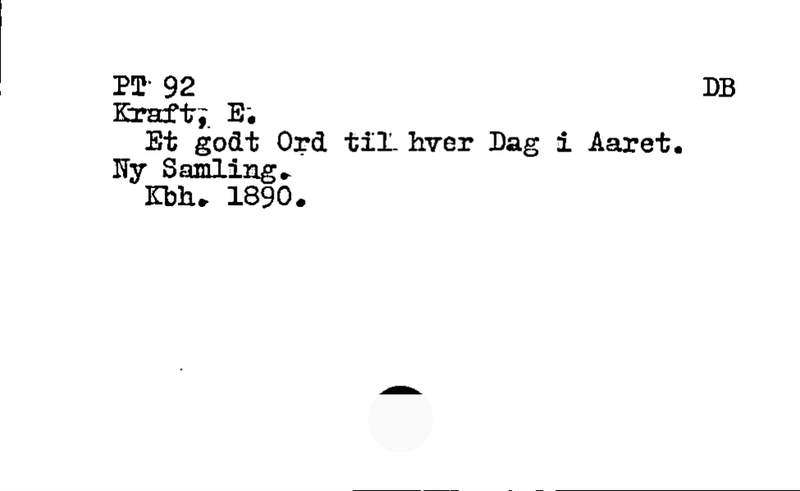 PT 92 DB
Kraft, E.
Et godt Ord til hver Dag i Aaret.
Ny Samling.
Kbh. 1890.